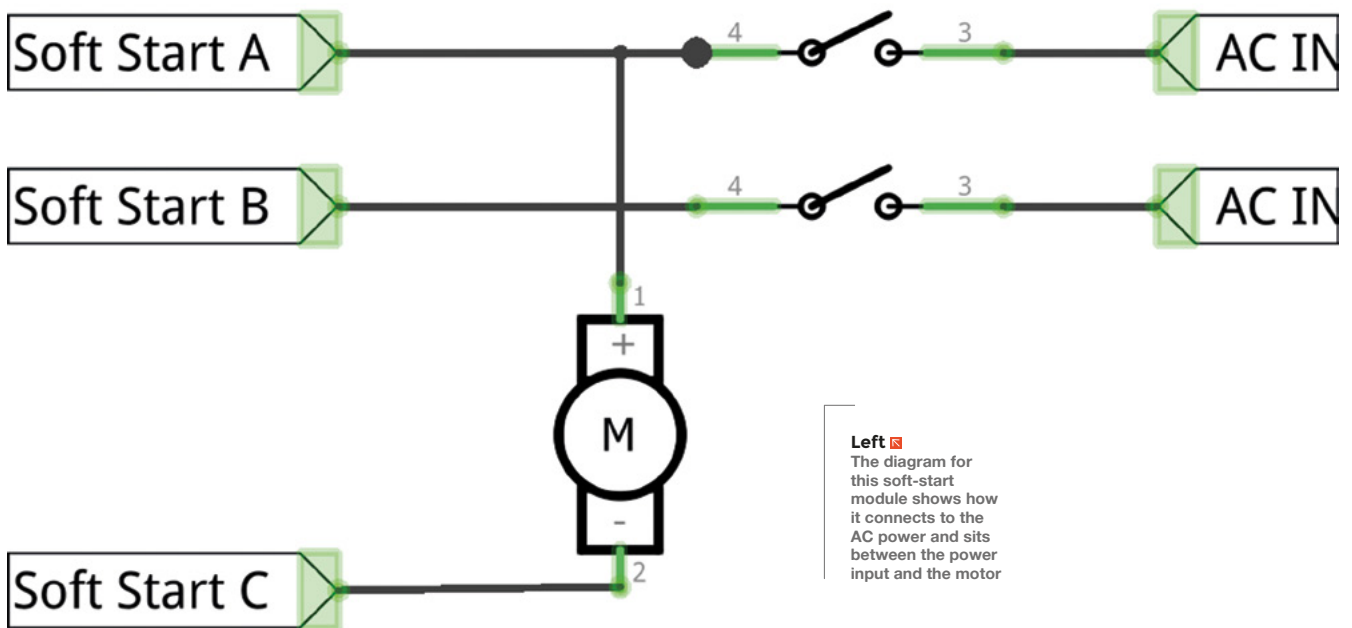 Soft Start A
4
3
AC IN
Soft Start B
4
3
AC IN
1
+
M
-
2
Soft Start C
Left
The diagram for
this soft-start
module shows how
it connects to the
AC power and sits
between the power
input and the motor